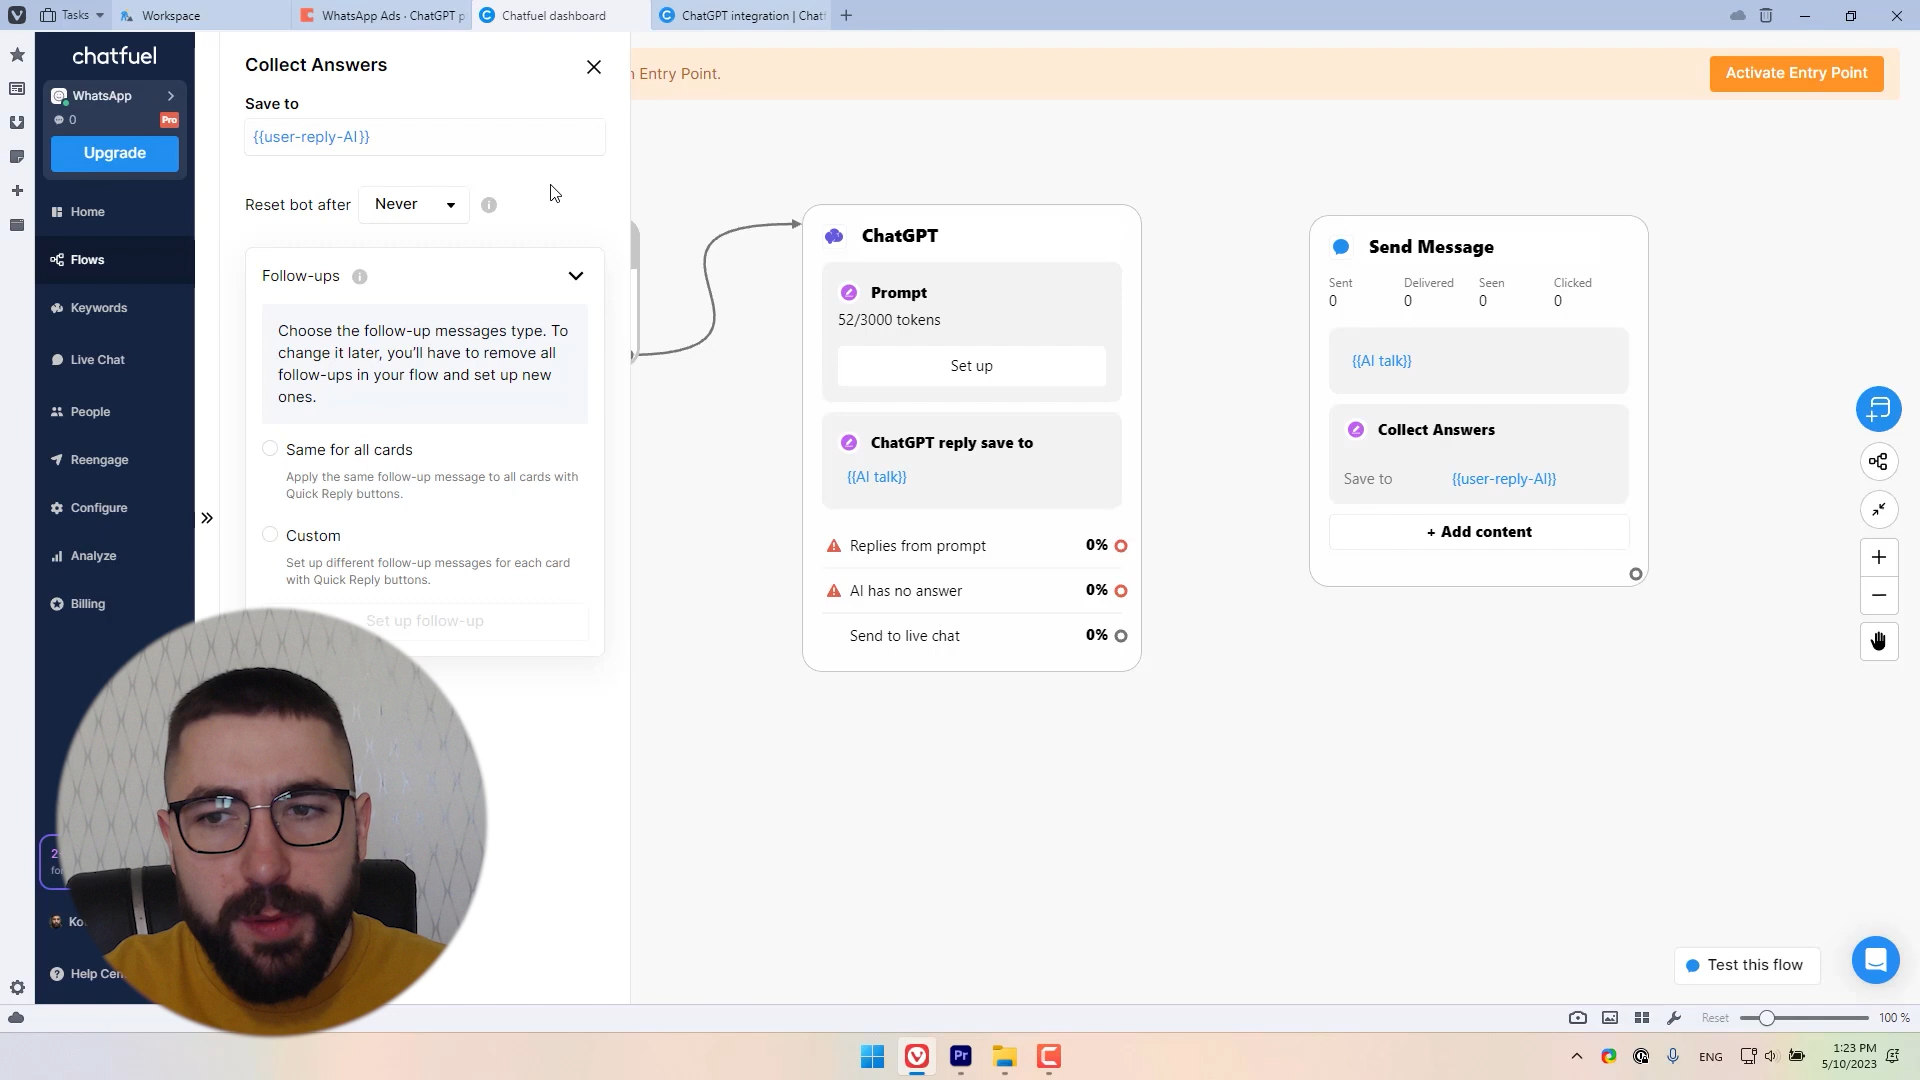 Tasks
Workspace
WhatsApp Ads · ChatGPT p
Chatfuel dashboard
ChatGPT integration | Chatf
chatfuel
WhatsApp
0
Pro
Upgrade
Home
Flows
Keywords
Live Chat
People
Reengage
Configure
Analyze
Billing
2
fo
Ko
Help Cen
Collect Answers
Save to
{{user-reply-AI}}
Reset bot after
Never
Follow-ups
Choose the follow-up messages type. To
change it later, you'll have to remove all
follow-ups in your flow and set up new
ones.
Same for all cards
Apply the same follow-up message to all cards with
Quick Reply buttons.
Custom
Set up different follow-up messages for each card
with Quick Reply buttons.
Set up follow-up
n Entry Point.
Activate Entry Point
ChatGPT
Prompt
52/3000 tokens
Set up
ChatGPT reply save to
{{AI talk}}
Replies from prompt 0%
AI has no answer 0%
Send to live chat 0%
Send Message
Sent Delivered Seen Clicked
0 0 0 0
{{AI talk}}
Collect Answers
Save to {{user-reply-AI}}
+ Add content
Test this flow
Reset
100 %
Pr
ENG
1:23 PM
5/10/2023